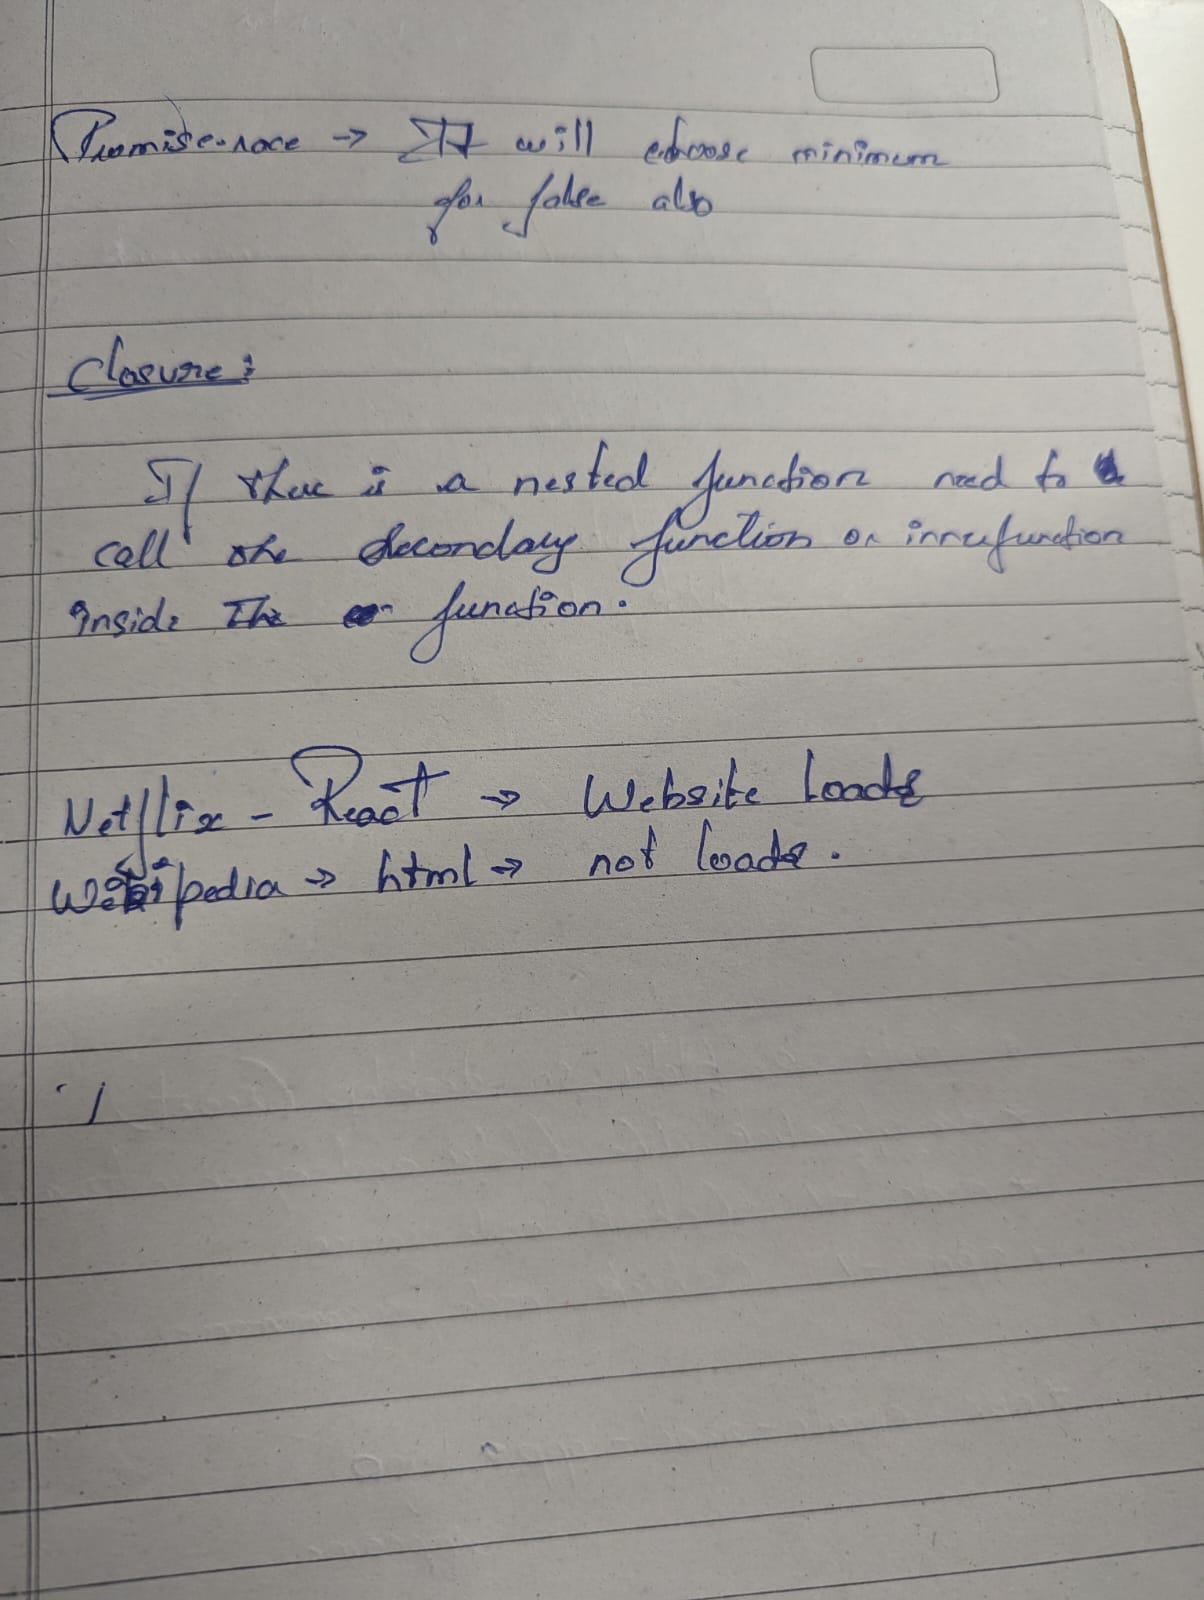 Promise.race → It will choose minimum
for false also
Closure:
If there is a nested function need to
call the secondary function or innerfunction
inside the function.
Netflix - React → Website loads
Wekipedia → html → not loads.